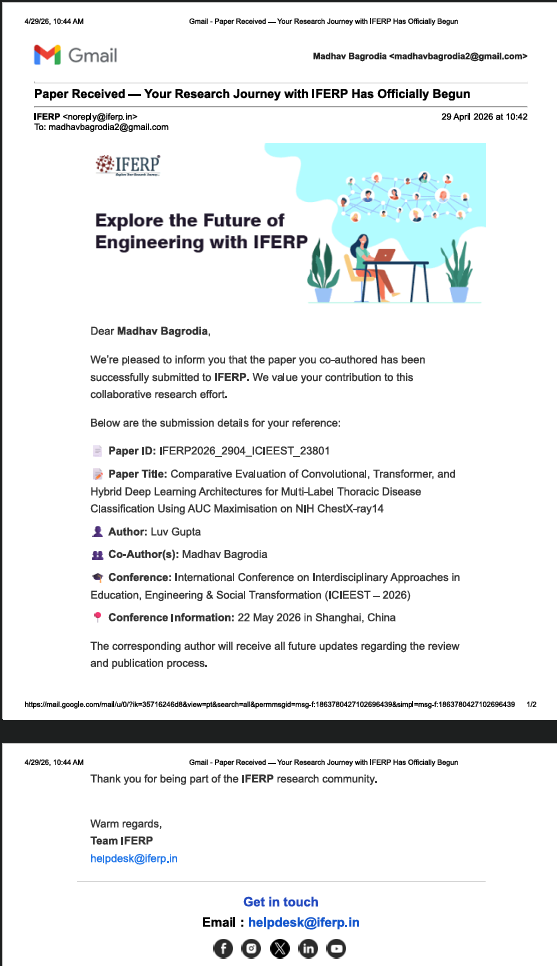 4/29/26, 10:44 AM Gmail - Paper Received — Your Research Journey with IFERP Has Officially Begun
Gmail Madhav Bagrodia <madhavbagrodia2@gmail.com>
Paper Received — Your Research Journey with IFERP Has Officially Begun
IFERP <noreply@iferp.in> 29 April 2026 at 10:42
To: madhavbagrodia2@gmail.com
IFERP
Explore the Future of
Engineering with IFERP
Dear Madhav Bagrodia,
We're pleased to inform you that the paper you co-authored has been
successfully submitted to IFERP. We value your contribution to this
collaborative research effort.
Below are the submission details for your reference:
Paper ID: IFERP2026_2904_ICIEEST_23801
Paper Title: Comparative Evaluation of Convolutional, Transformer, and
Hybrid Deep Learning Architectures for Multi-Label Thoracic Disease
Classification Using AUC Maximisation on NIH ChestX-ray14
Author: Luv Gupta
Co-Author(s): Madhav Bagrodia
Conference: International Conference on Interdisciplinary Approaches in
Education, Engineering & Social Transformation (ICIEEST – 2026)
Conference Information: 22 May 2026 in Shanghai, China
The corresponding author will receive all future updates regarding the review
and publication process.
https://mail.google.com/mail/u/0/?ik=35716246d8&view=pt&search=all&permmsgid=msg-f:1863780427102696439&simpl=msg-f:1863780427102696439 1/2
4/29/26, 10:44 AM Gmail - Paper Received — Your Research Journey with IFERP Has Officially Begun
Thank you for being part of the IFERP research community.
Warm regards,
Team IFERP
helpdesk@iferp.in
Get in touch
Email : helpdesk@iferp.in